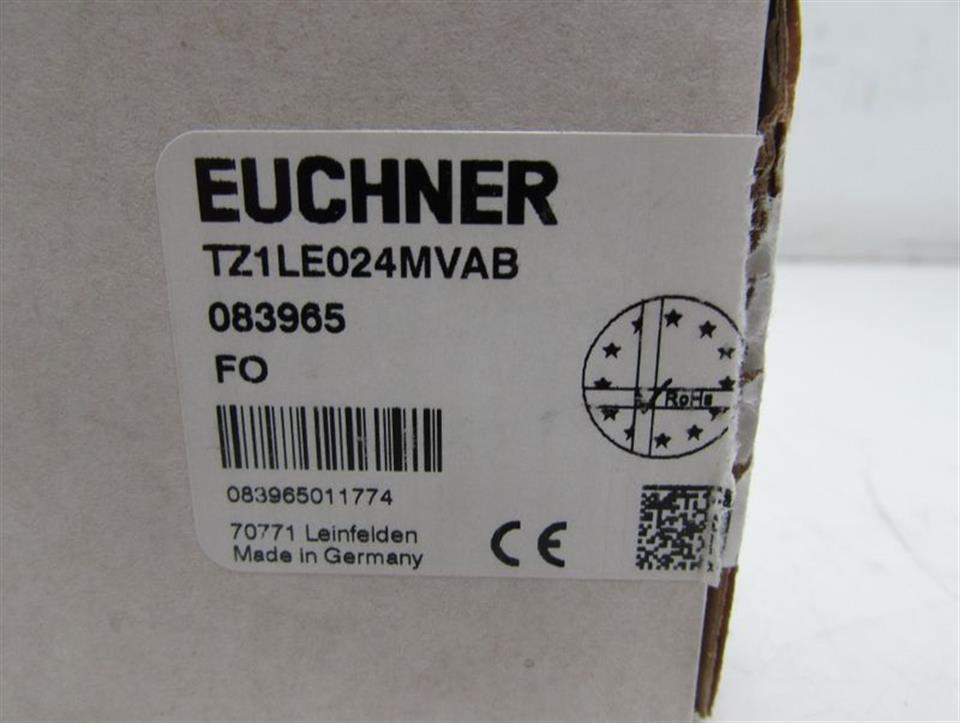 EUCHNER
TZ1LE024MVAB
083965
FO
RoHs
083965011774
70771 Leinfelden
Made in Germany
CE